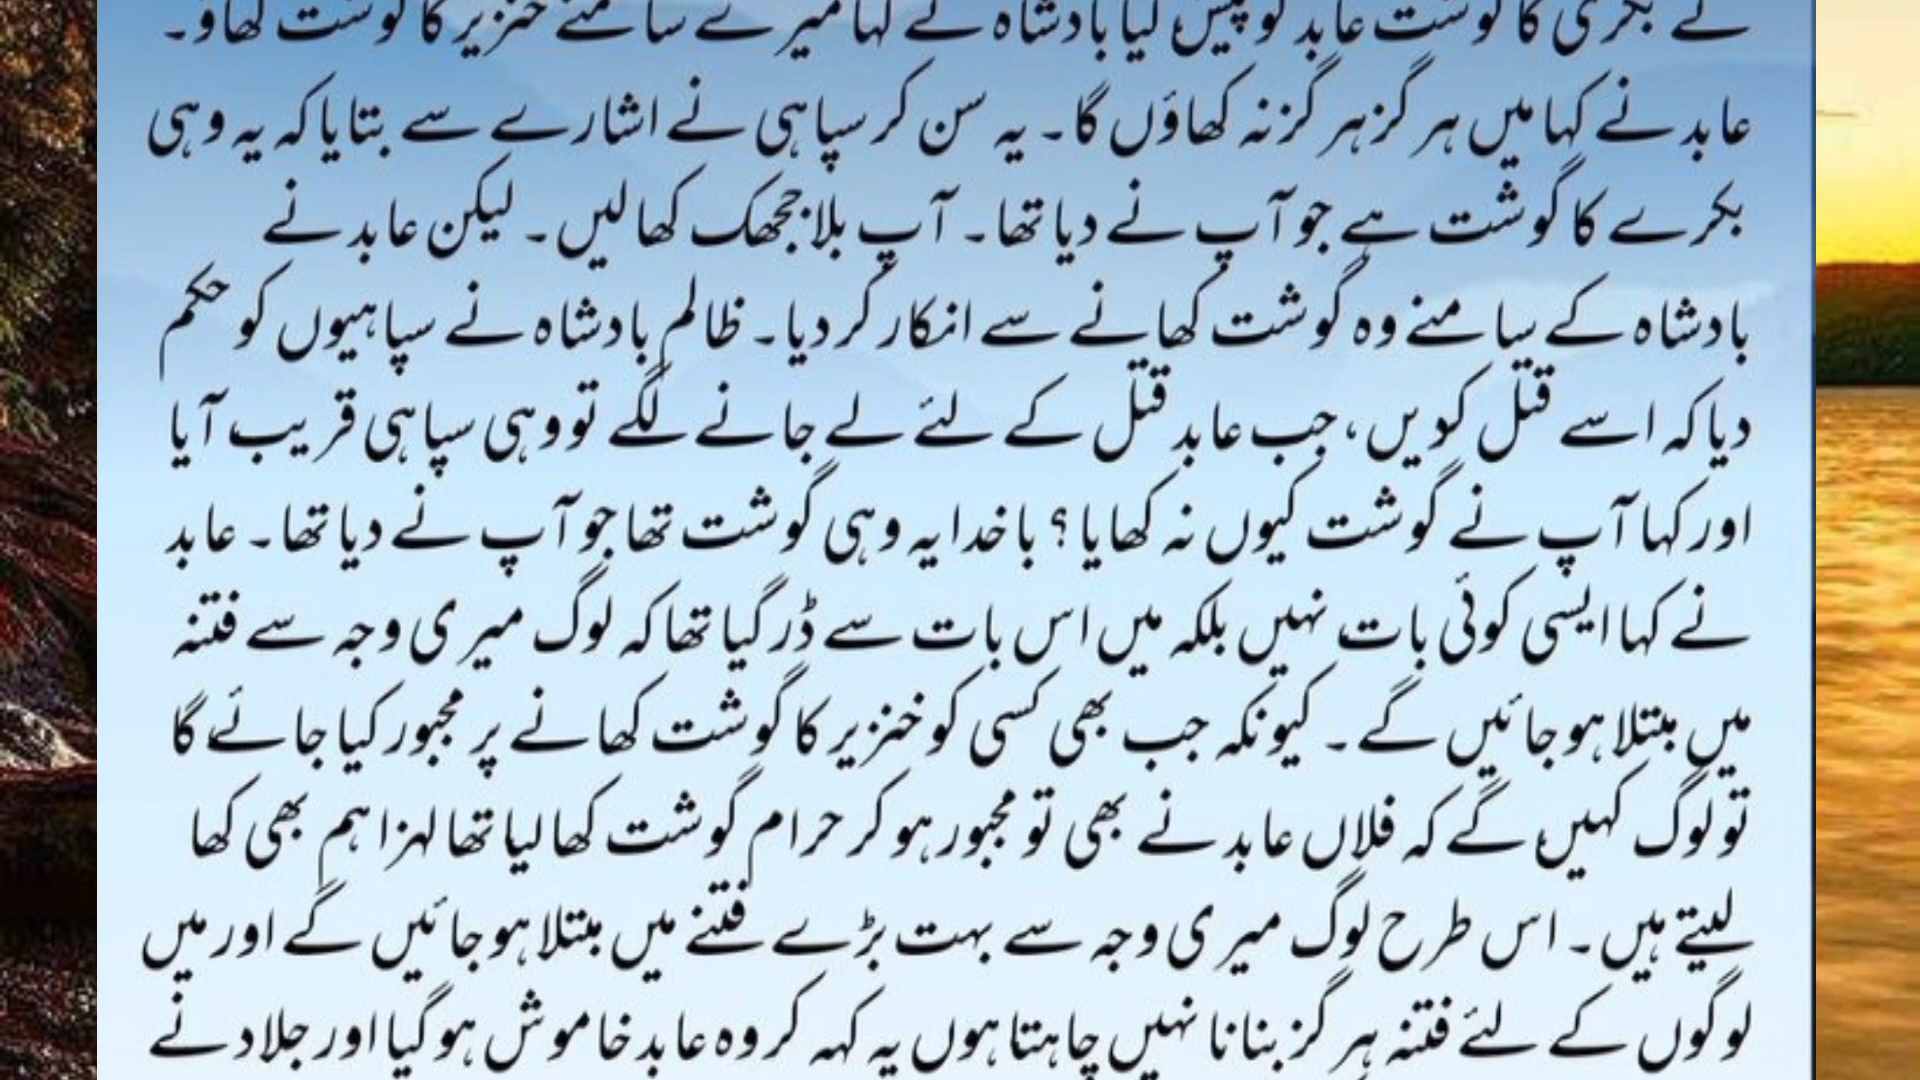 نے بکری کا گوشت عابد کو پیش کیا بادشاہ نے کہا میرے سامنے خنزیر کا گوشت کھاؤ۔
عابد نے کہا میں ہرگز ہرگز نہ کھاؤں گا۔ یہ سن کر سپاہی نے اشارے سے بتایا کہ یہ وہی
بکرے کا گوشت ہے جو آپ نے دیا تھا۔ آپ بلا جھجھک کھا لیں۔ لیکن عابد نے
بادشاہ کے سامنے وہ گوشت کھانے سے انکار کر دیا۔ ظالم بادشاہ نے سپاہیوں کو حکم
دیا کہ اسے قتل کو دیں، جب عابد قتل کے لئے لے جانے لگے تو وہی سپاہی قریب آیا
اور کہا آپ نے گوشت کیوں نہ کھایا؟ باخدا یہ وہی گوشت تھا جو آپ نے دیا تھا۔ عابد
نے کہا ایسی کوئی بات نہیں بلکہ میں اس بات سے ڈر گیا تھا کہ لوگ میری وجہ سے فتنہ
میں مبتلا ہو جائیں گے۔ کیونکہ جب بھی کسی کو خنزیر کا گوشت کھانے پر مجبور کیا جائے گا
تو لوگ کہیں گے کہ فلاں عابد نے بھی تو مجبور ہو کر حرام گوشت کھا لیا تھا لہزا ہم بھی کھا
لیتے ہیں۔ اس طرح لوگ میری وجہ سے بہت بڑے فتنے میں مبتلا ہو جائیں گے اور میں
لوگوں کے لئے فتنہ ہرگز بنانا نہیں چاہتا ہوں یہ کہہ کر وہ عابد خاموش ہو گیا اور جلاد نے